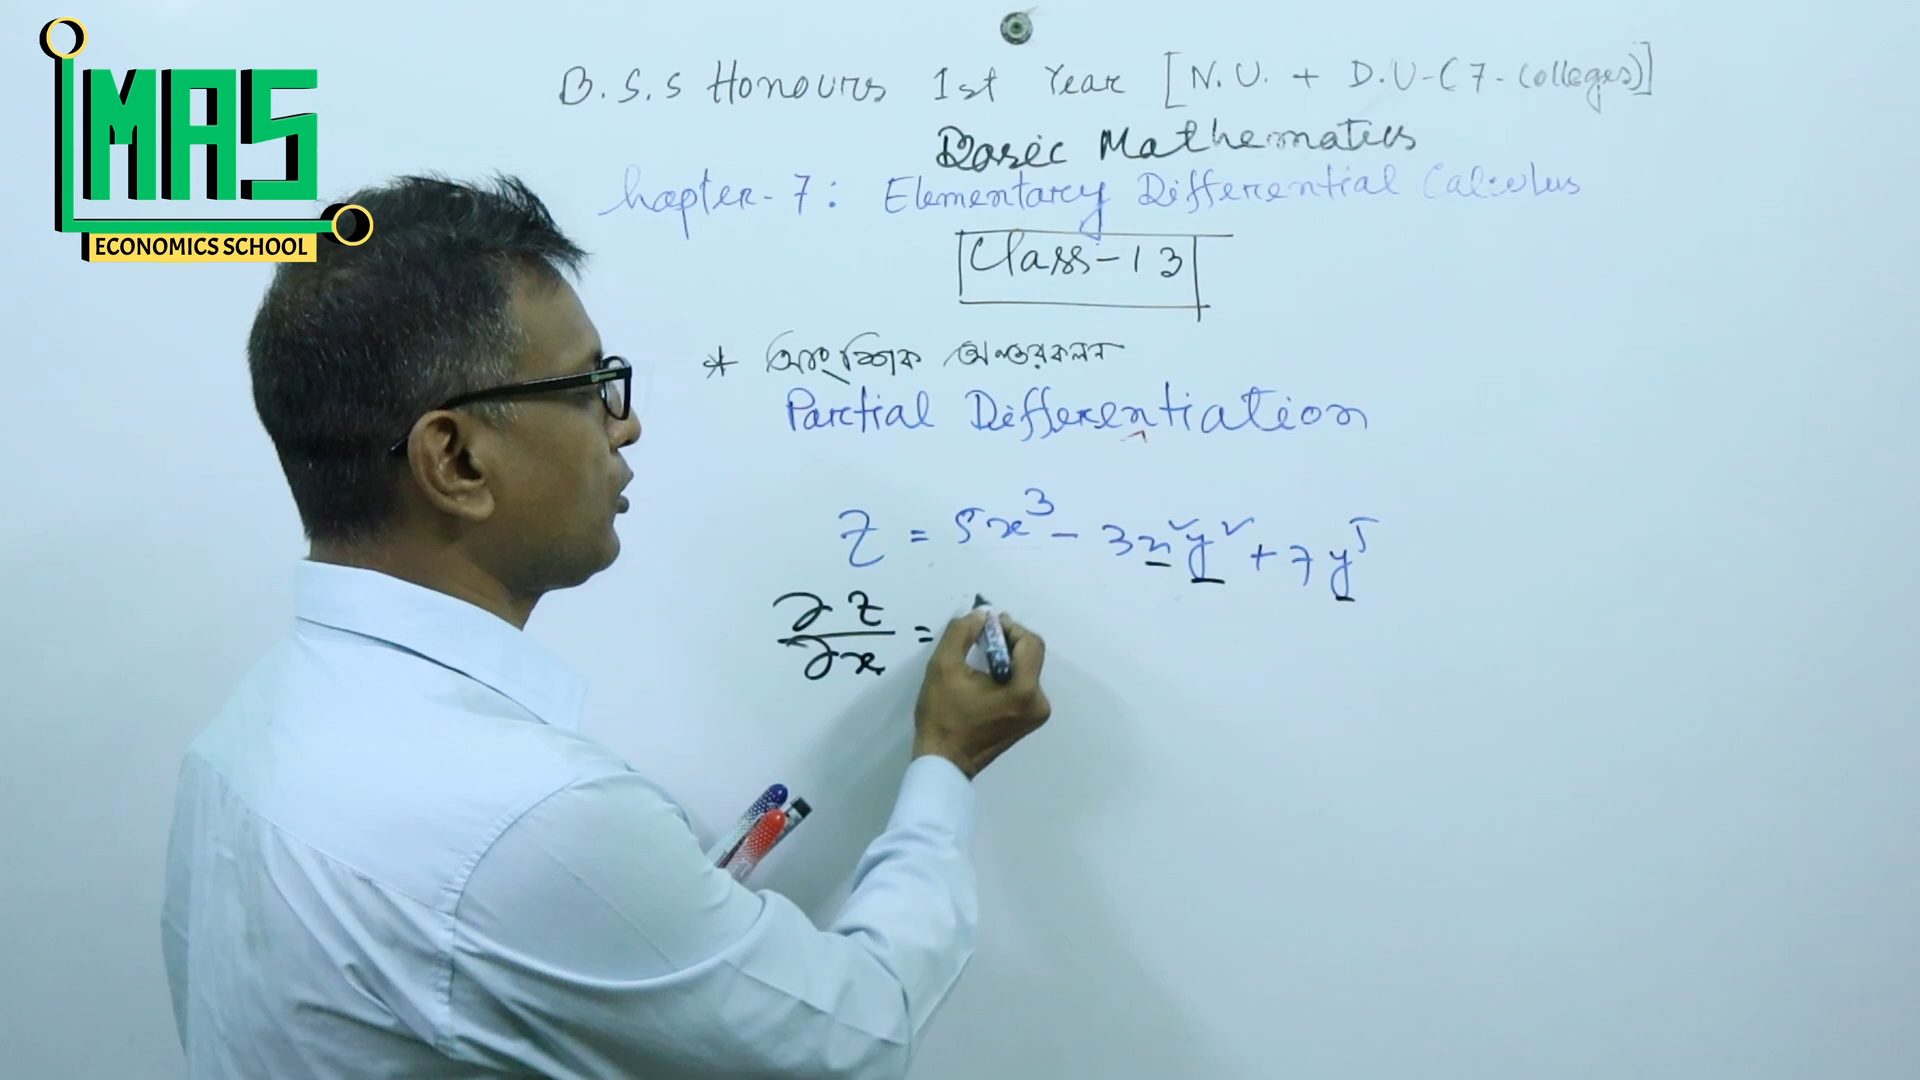 MAS
ECONOMICS SCHOOL
B.S.S Honours 1st Year [N.U. + D.U-(7-Colleges)]
Basic Mathematics
Chapter-7: Elementary Differential Calculus
Class-13
* আংশিক অন্তরকলন
Partial Differentiation
Z = 5x³ - 3x²y² + 7y⁵
∂z/∂x =